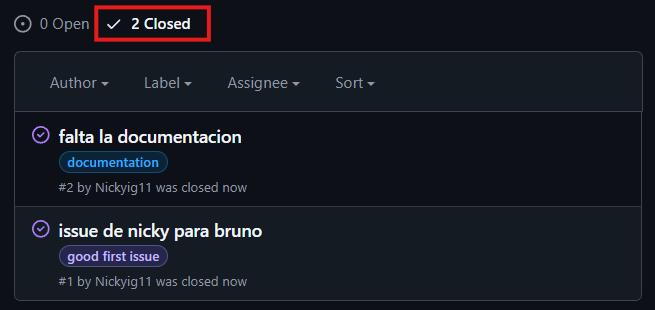 0 Open 2 Closed
Author Label Assignee Sort
falta la documentacion
documentation
#2 by Nickyig11 was closed now
issue de nicky para bruno
good first issue
#1 by Nickyig11 was closed now